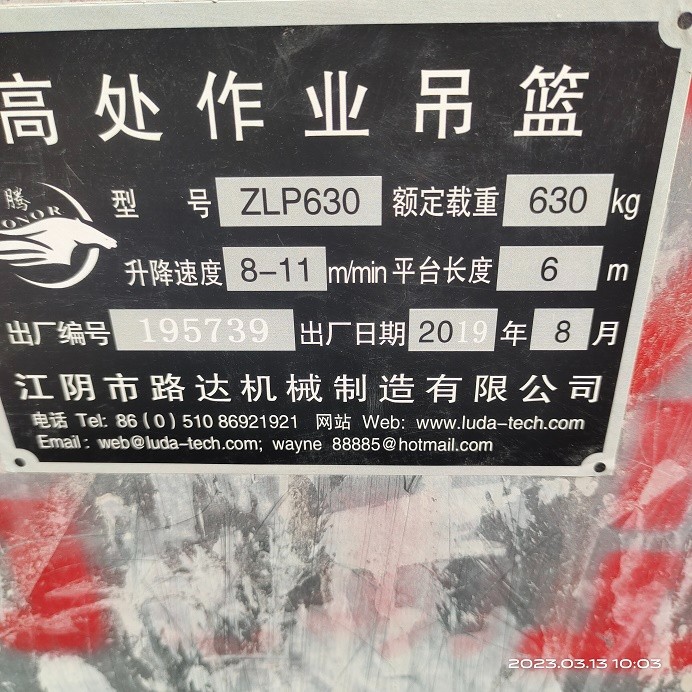 高处作业吊篮
腾
ONOR
型 号 ZLP630 额定载重 630 kg
升降速度 8-11 m/min 平台长度 6 m
出厂编号 195739 出厂日期 2019 年 8 月
江阴市路达机械制造有限公司
电话 Tel: 86(0)510 86921921 网站 Web: www.luda-tech.com
Email: web@luda-tech.com; wayne 88885@hotmail.com
2023.03.13 10:03